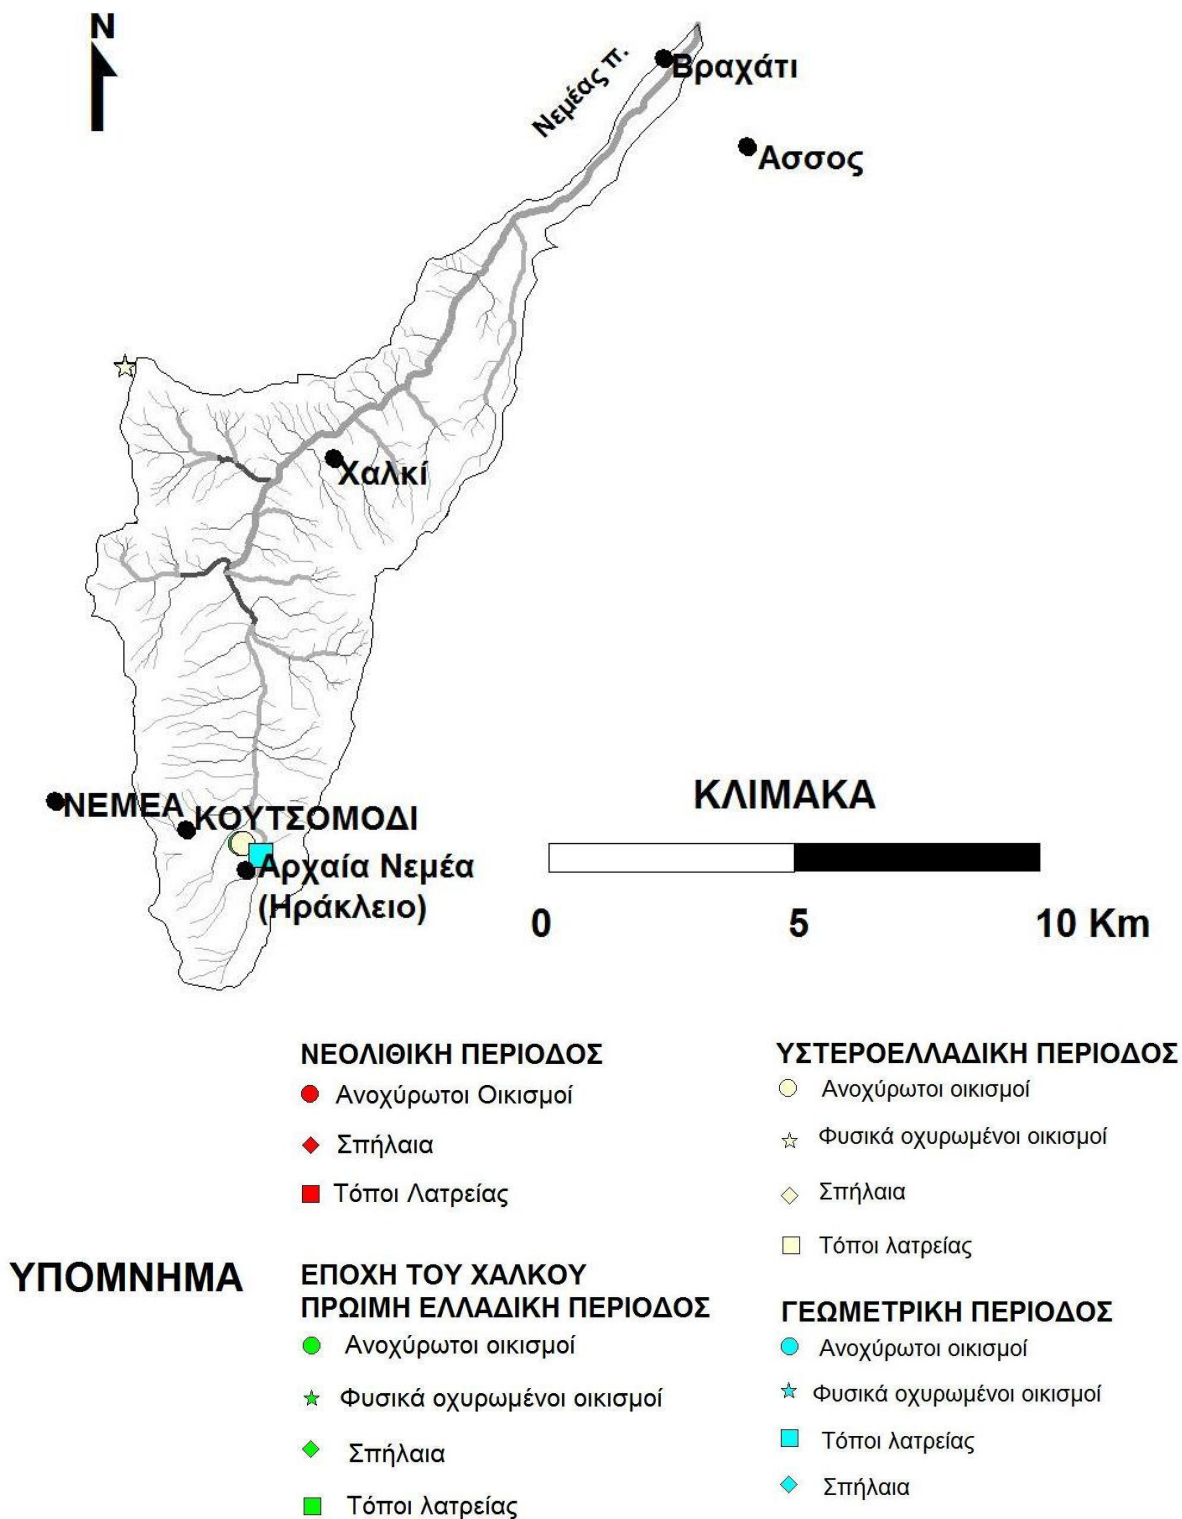 N
Νεμέας π.
Βραχάτι
Ασσος
Χαλκί
ΝΕΜΕΑ
ΚΟΥΤΣΟΜΟΔΙ
Αρχαία Νεμέα
(Ηράκλειο)
ΚΛΙΜΑΚΑ
0 5 10 Km
ΥΠΟΜΝΗΜΑ
ΝΕΟΛΙΘΙΚΗ ΠΕΡΙΟΔΟΣ
Ανοχύρωτοι Οικισμοί
Σπήλαια
Τόποι Λατρείας
ΕΠΟΧΗ ΤΟΥ ΧΑΛΚΟΥ
ΠΡΩΙΜΗ ΕΛΛΑΔΙΚΗ ΠΕΡΙΟΔΟΣ
Ανοχύρωτοι οικισμοί
Φυσικά οχυρωμένοι οικισμοί
Σπήλαια
Τόποι λατρείας
ΥΣΤΕΡΟΕΛΛΑΔΙΚΗ ΠΕΡΙΟΔΟΣ
Ανοχύρωτοι οικισμοί
Φυσικά οχυρωμένοι οικισμοί
Σπήλαια
Τόποι λατρείας
ΓΕΩΜΕΤΡΙΚΗ ΠΕΡΙΟΔΟΣ
Ανοχύρωτοι οικισμοί
Φυσικά οχυρωμένοι οικισμοί
Τόποι λατρείας
Σπήλαια